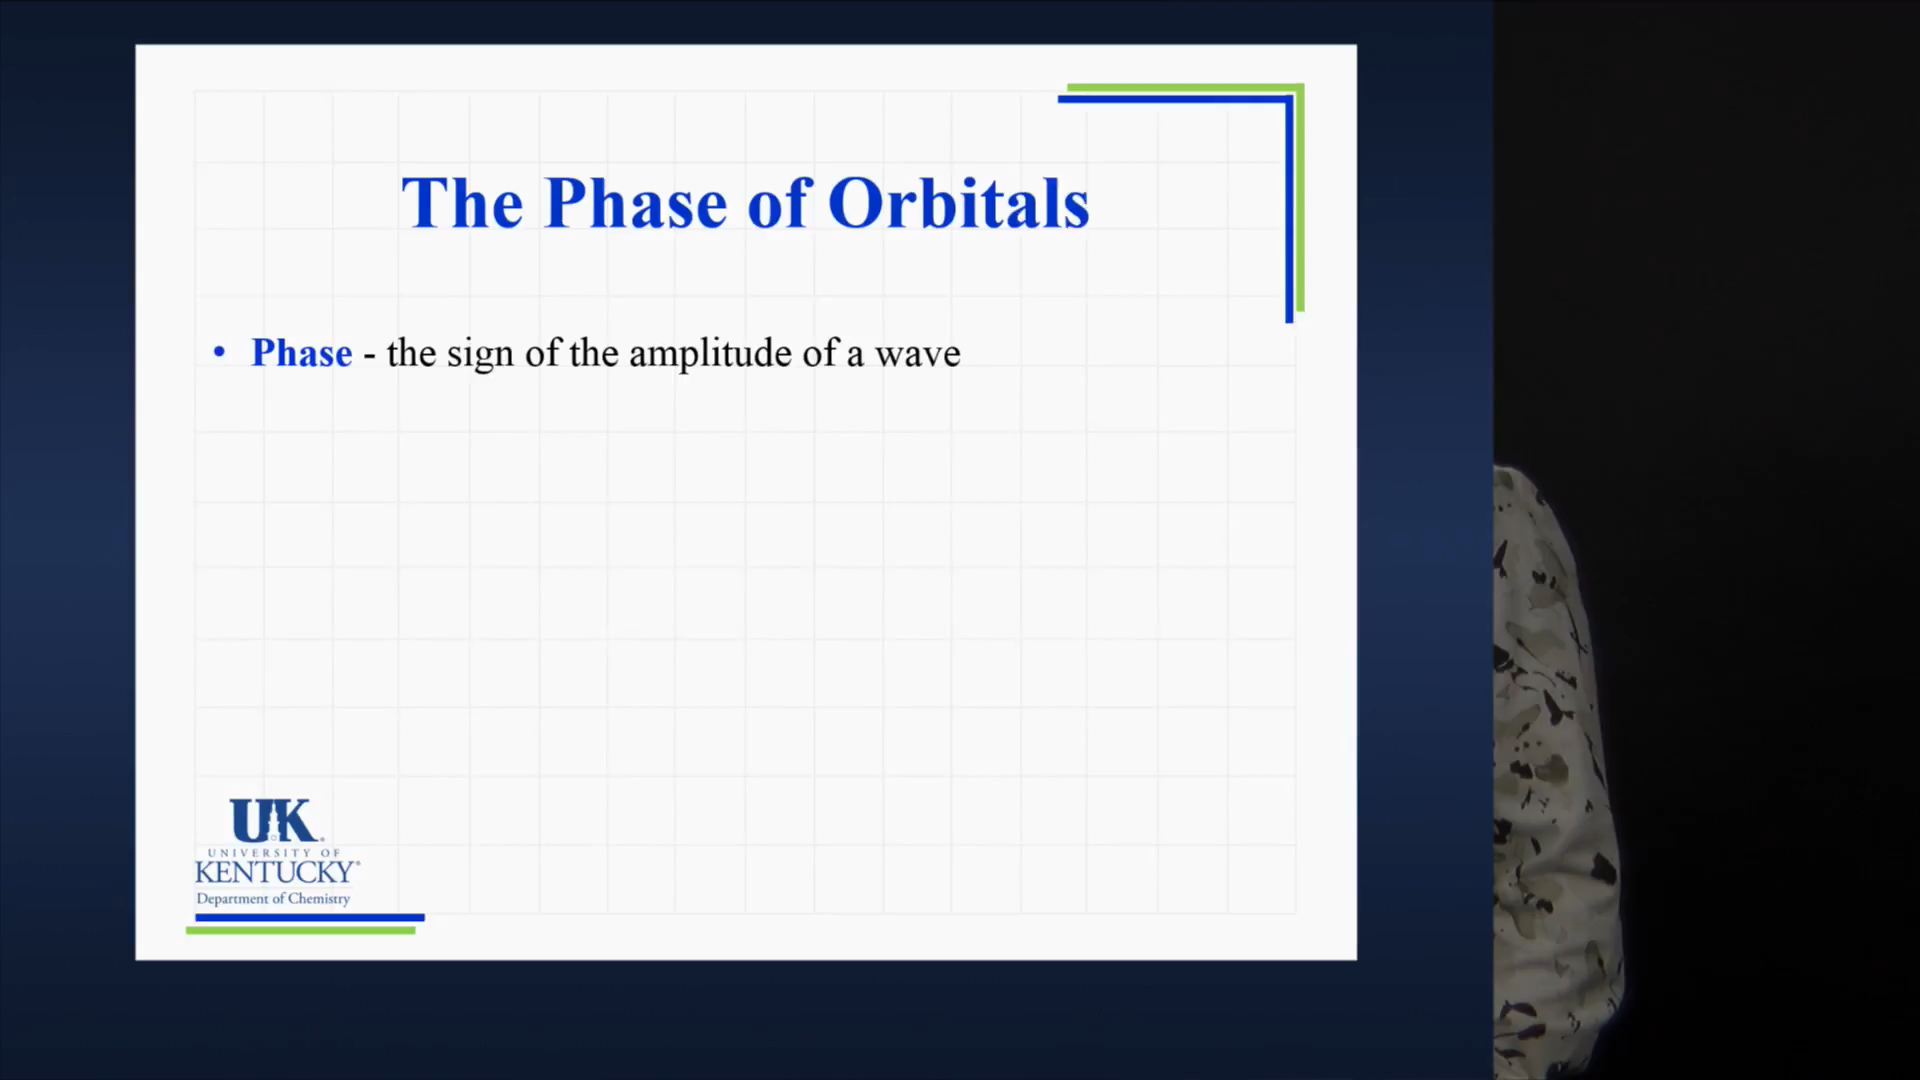 The Phase of Orbitals
• Phase - the sign of the amplitude of a wave
UK
UNIVERSITY OF
KENTUCKY®
Department of Chemistry